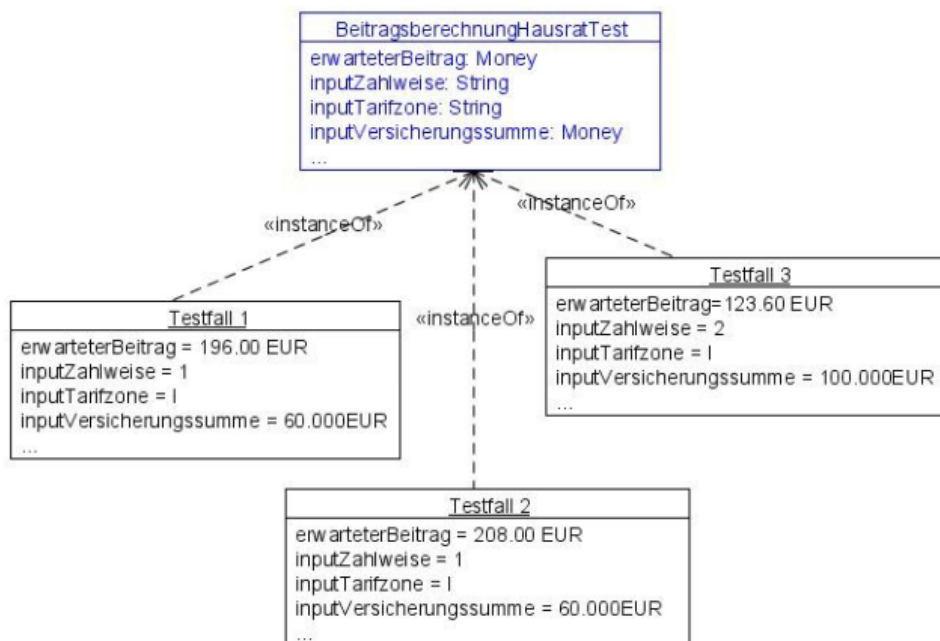 BeitragsberechnungHausratTest
erwarteterBeitrag: Money
inputZahlweise: String
inputTarifzone: String
inputVersicherungssumme: Money
...
«instanceOf»
«instanceOf»
«instanceOf»
Testfall 3
erwarteterBeitrag=123.60 EUR
inputZahlweise = 2
inputTarifzone = I
inputVersicherungssumme = 100.000EUR
...
Testfall 1
erwarteterBeitrag = 196.00 EUR
inputZahlweise = 1
inputTarifzone = I
inputVersicherungssumme = 60.000EUR
...
Testfall 2
erwarteterBeitrag = 208.00 EUR
inputZahlweise = 1
inputTarifzone = I
inputVersicherungssumme = 60.000EUR
...